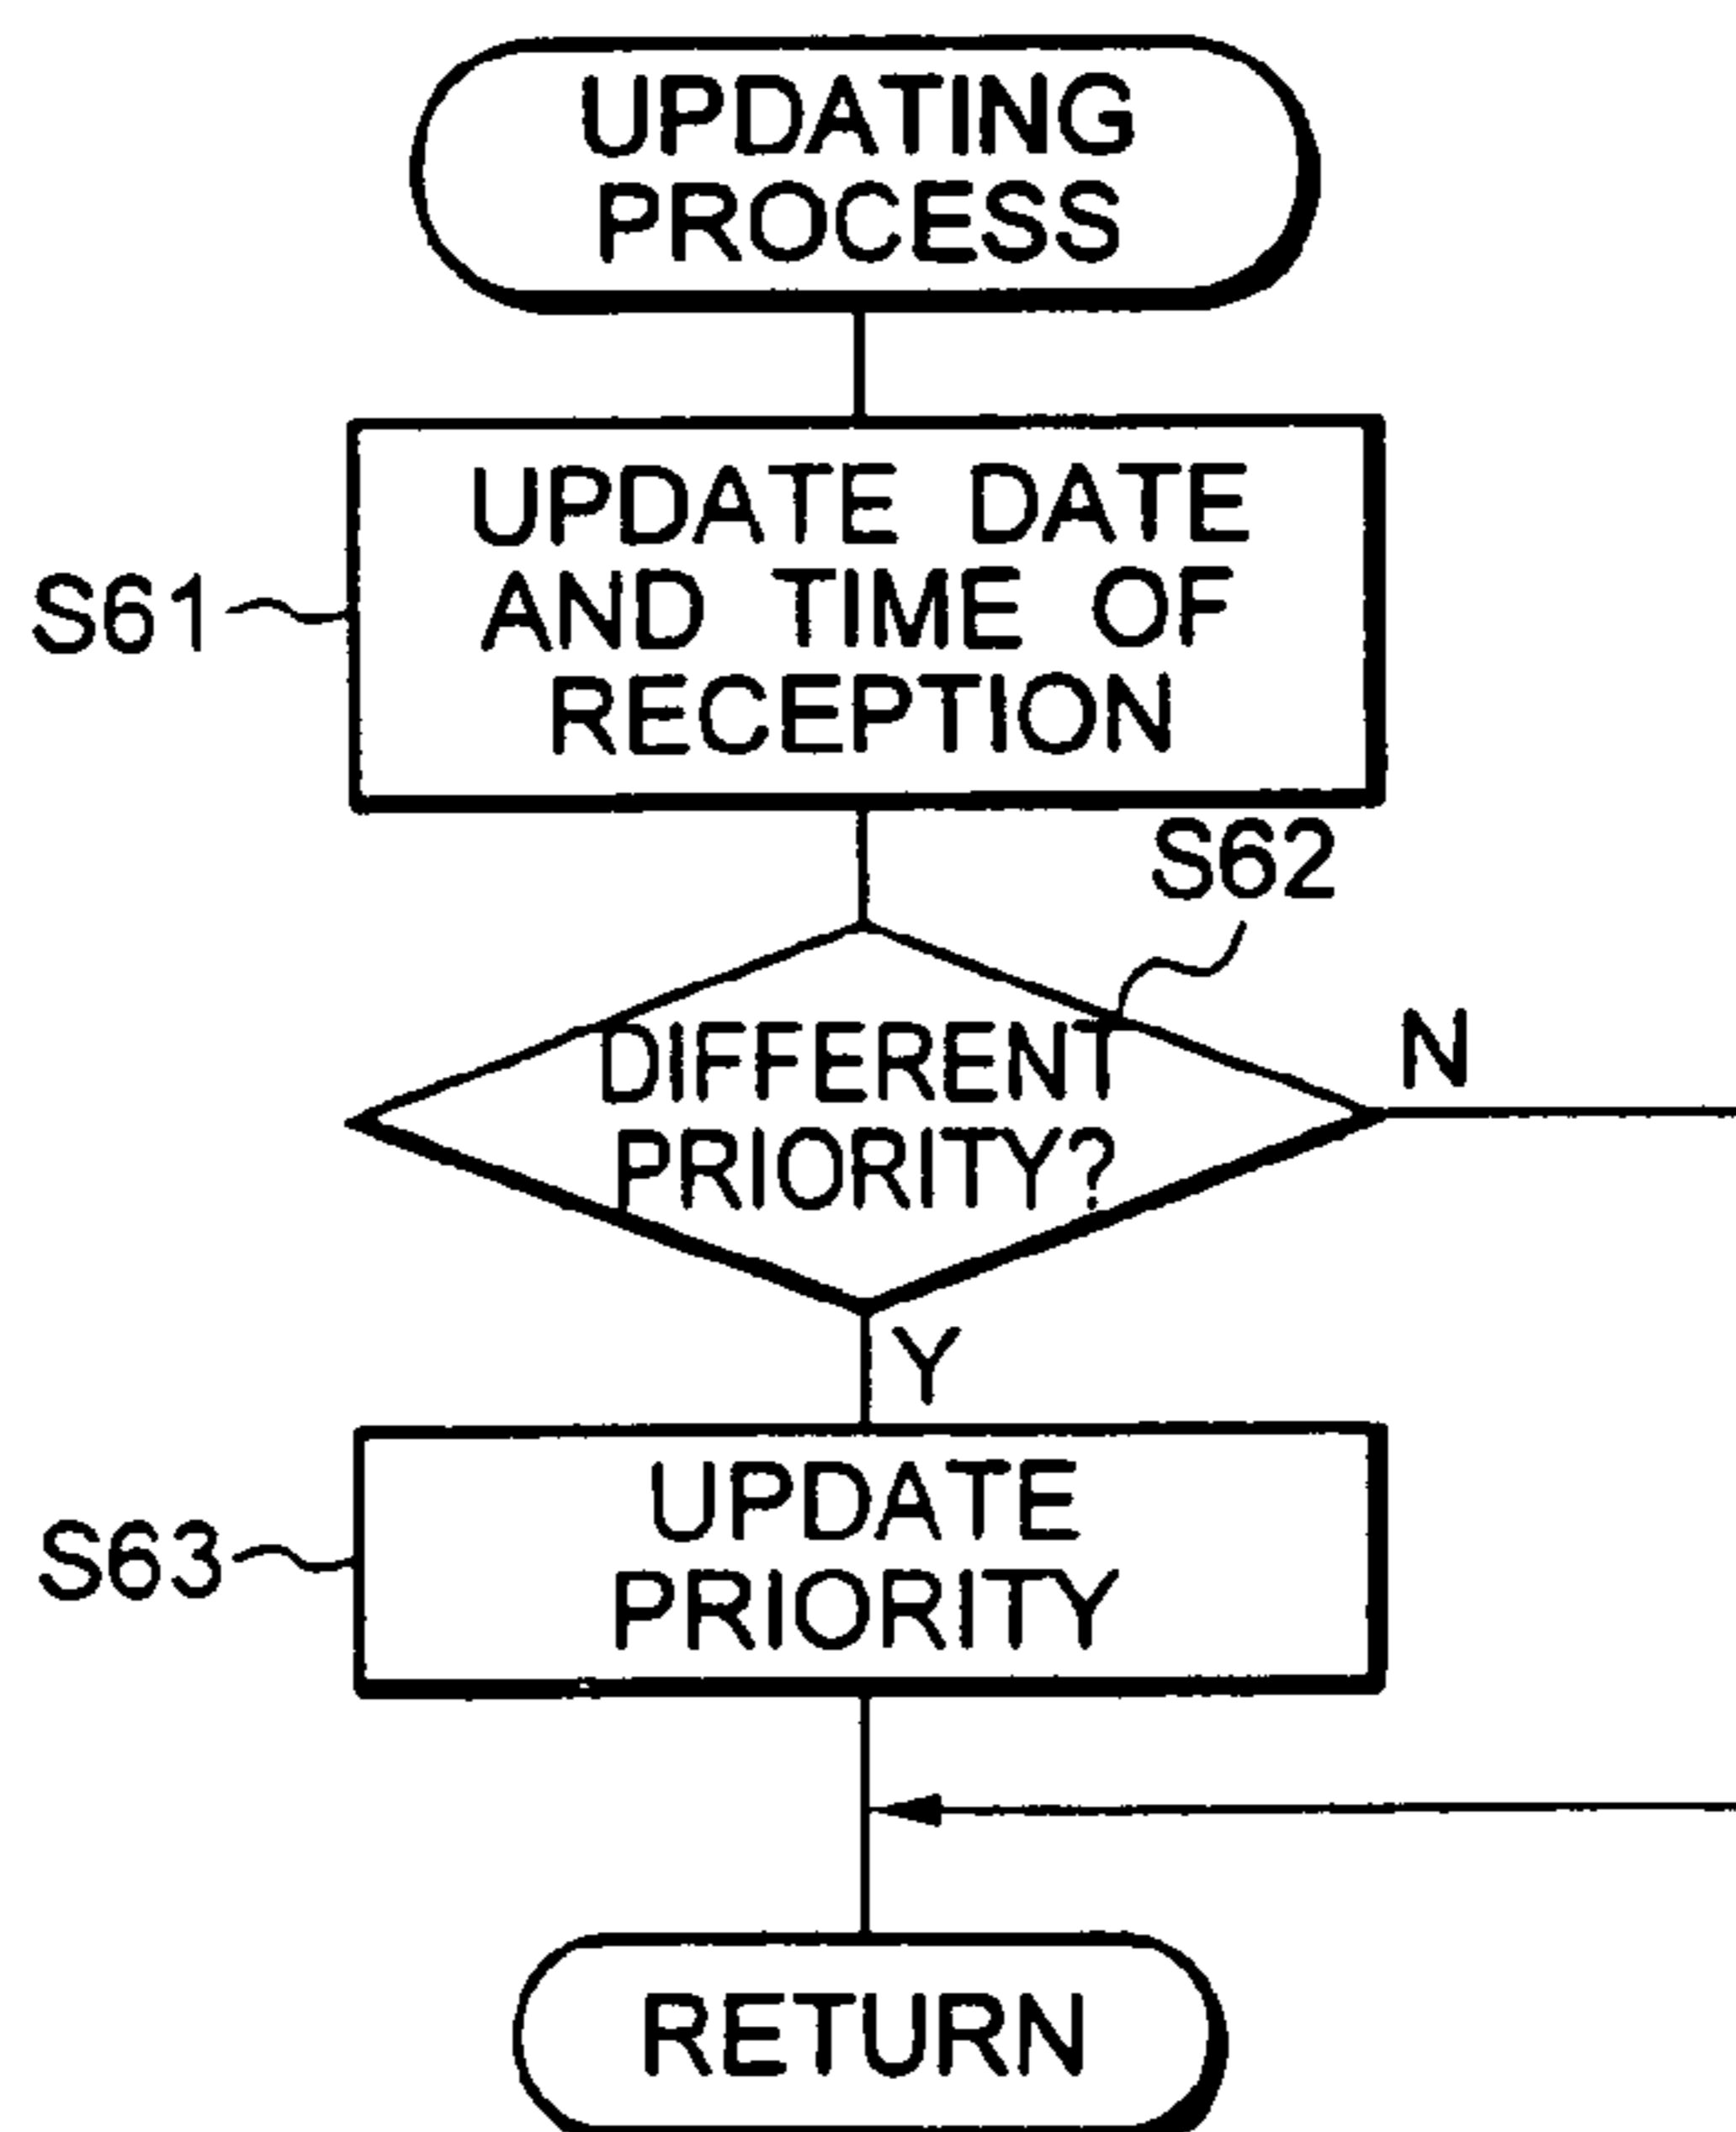 UPDATING
PROCESS
UPDATE DATE
AND TIME OF
RECEPTION
S61
S62
DIFFERENT
PRIORITY?
N
Y
UPDATE
PRIORITY
S63
RETURN